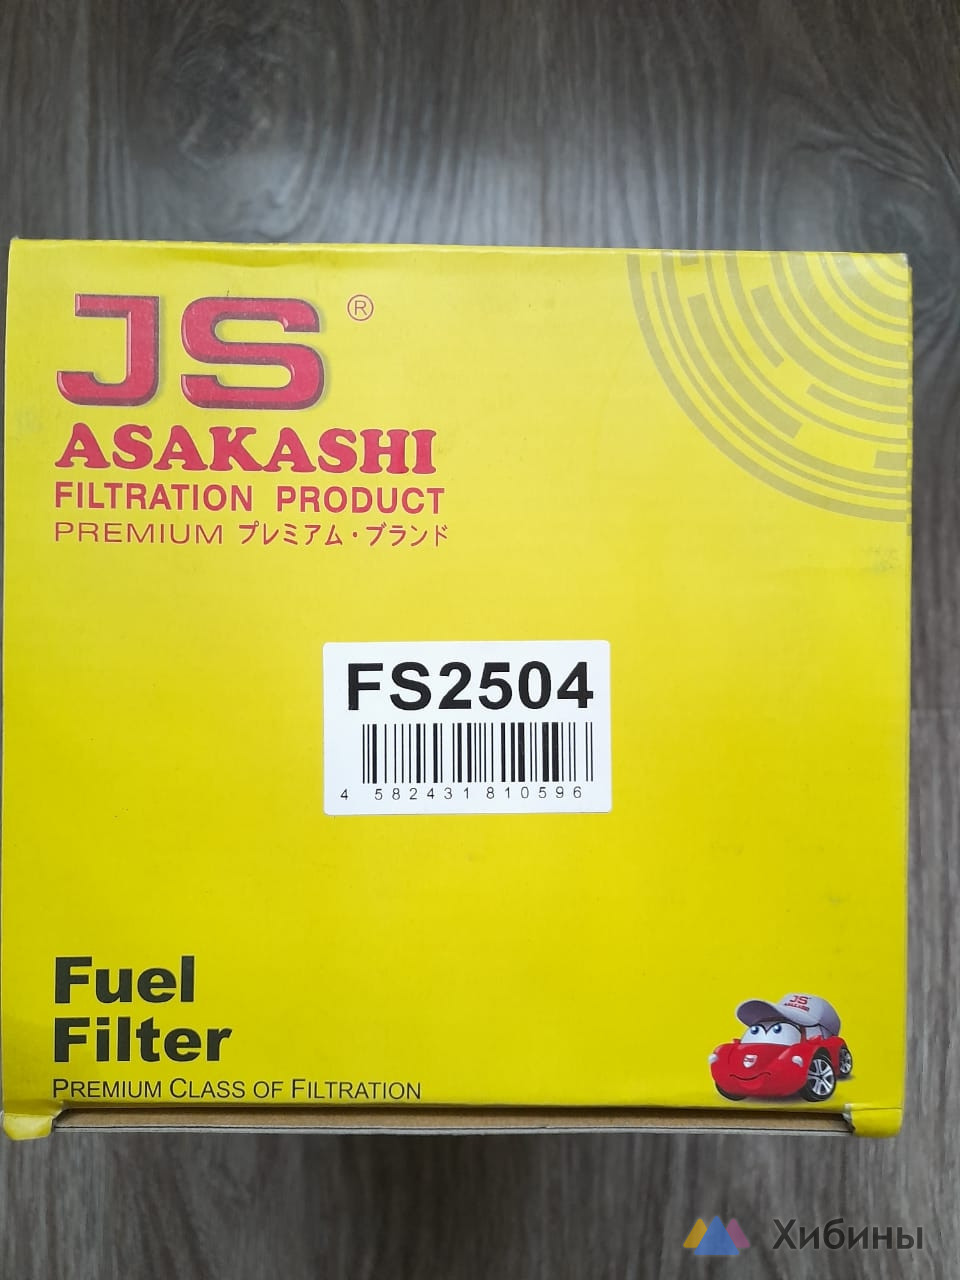 JS®
ASAKASHI
FILTRATION PRODUCT
PREMIUM プレミアム・ブランド
FS2504
4 582431 810596
Fuel
Filter
PREMIUM CLASS OF FILTRATION
JS
ASAKASHI
Хибины